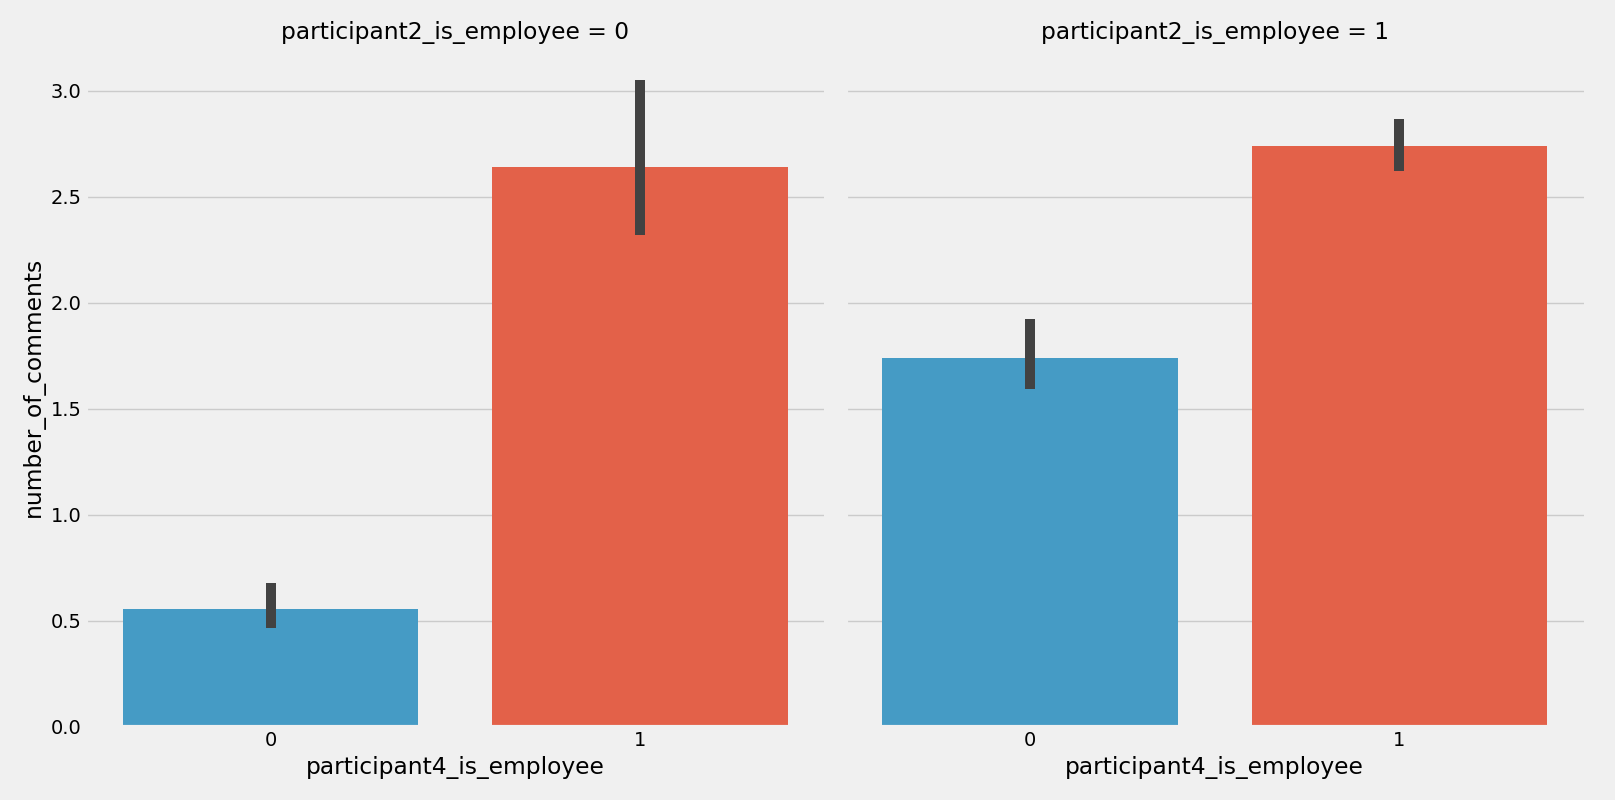 participant2_is_employee = 0
participant2_is_employee = 1
number_of_comments
3.0
2.5
2.0
1.5
1.0
0.5
0.0
0 1
0 1
participant4_is_employee
participant4_is_employee